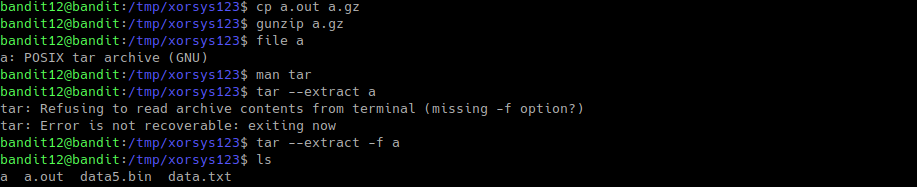 bandit12@bandit:/tmp/xorsys123$ cp a.out a.gz
bandit12@bandit:/tmp/xorsys123$ gunzip a.gz
bandit12@bandit:/tmp/xorsys123$ file a
a: POSIX tar archive (GNU)
bandit12@bandit:/tmp/xorsys123$ man tar
bandit12@bandit:/tmp/xorsys123$ tar --extract a
tar: Refusing to read archive contents from terminal (missing -f option?)
tar: Error is not recoverable: exiting now
bandit12@bandit:/tmp/xorsys123$ tar --extract -f a
bandit12@bandit:/tmp/xorsys123$ ls
a  a.out  data5.bin  data.txt